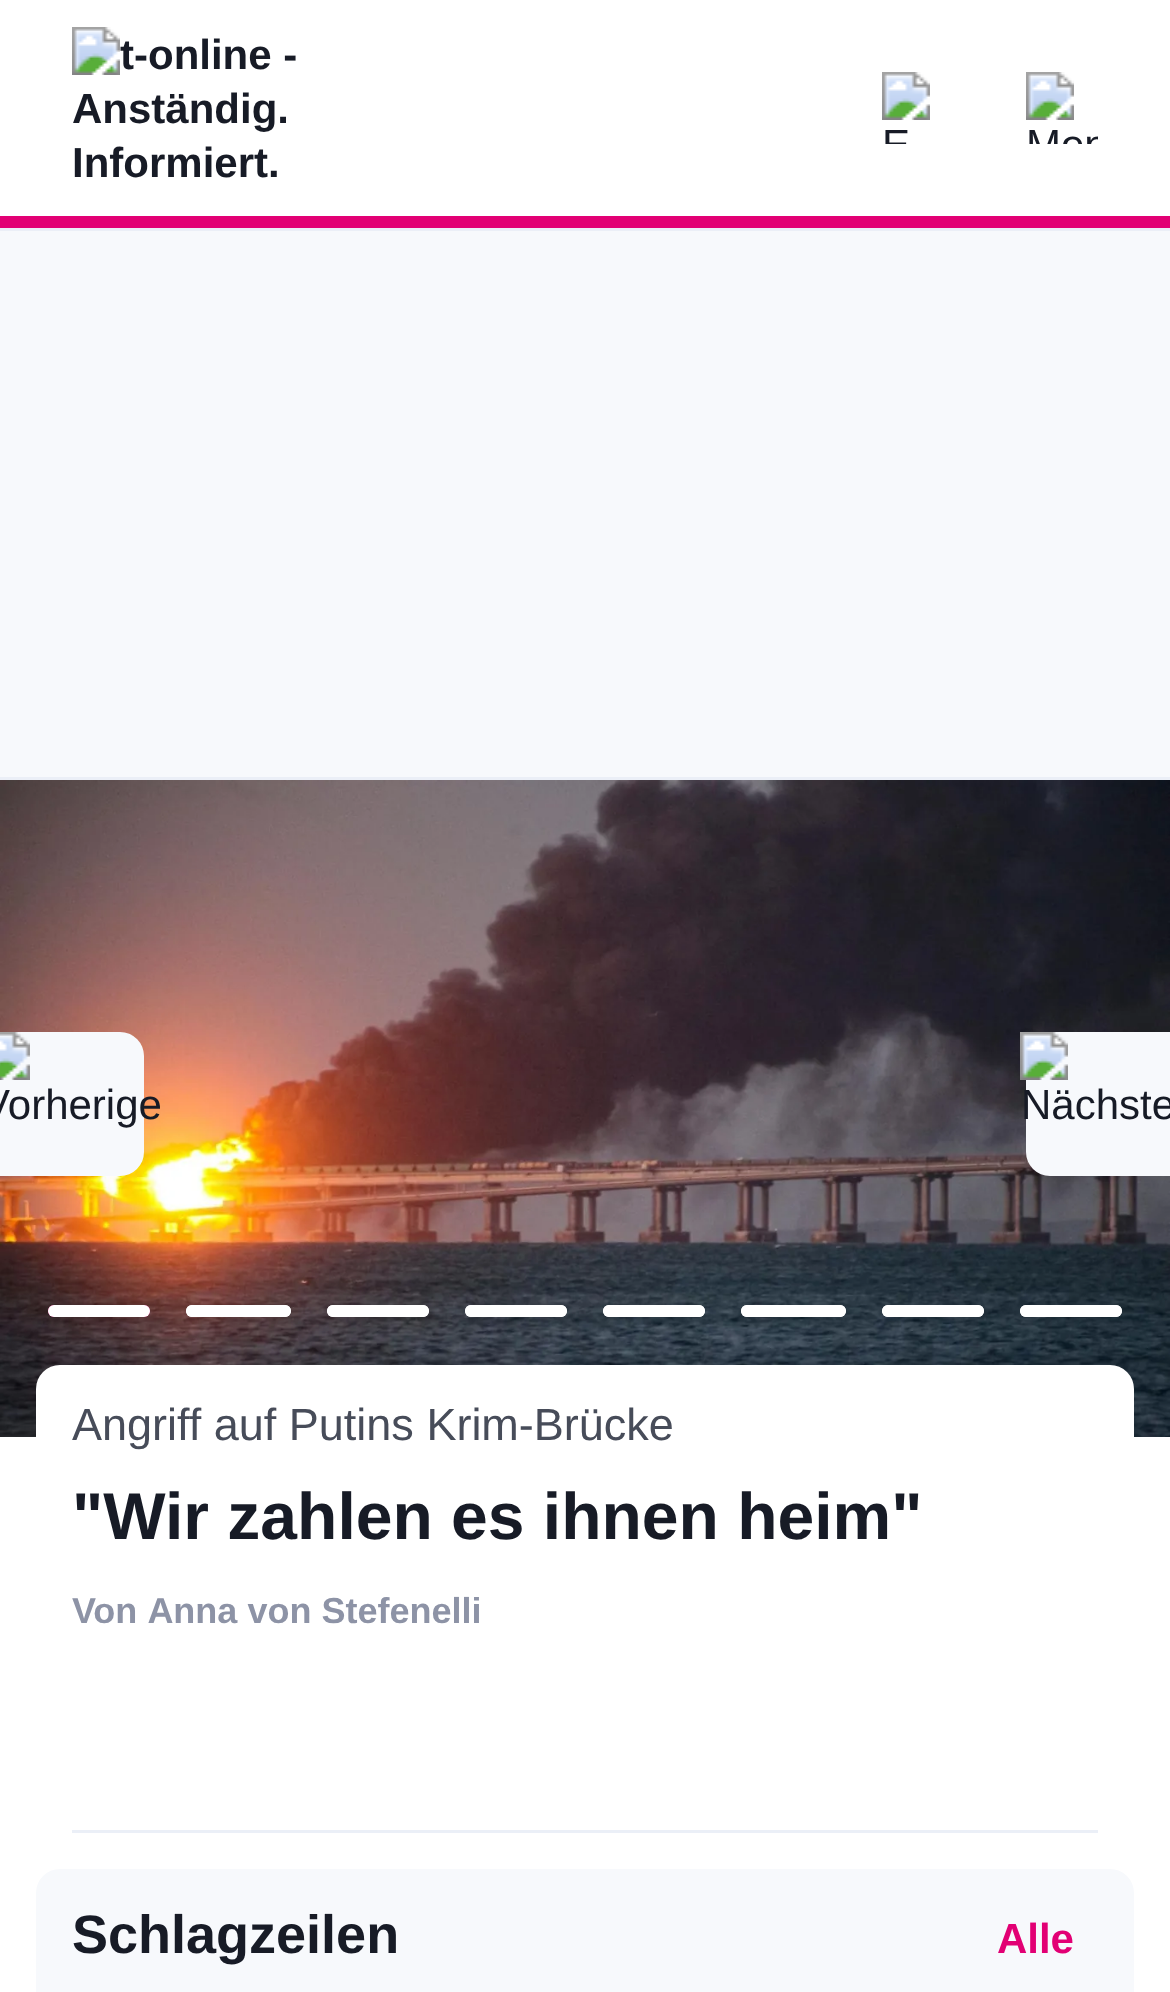 t-online -
Anständig.
Informiert.
Vorherige
Nächste
Angriff auf Putins Krim-Brücke
"Wir zahlen es ihnen heim"
Von Anna von Stefenelli
Schlagzeilen
Alle